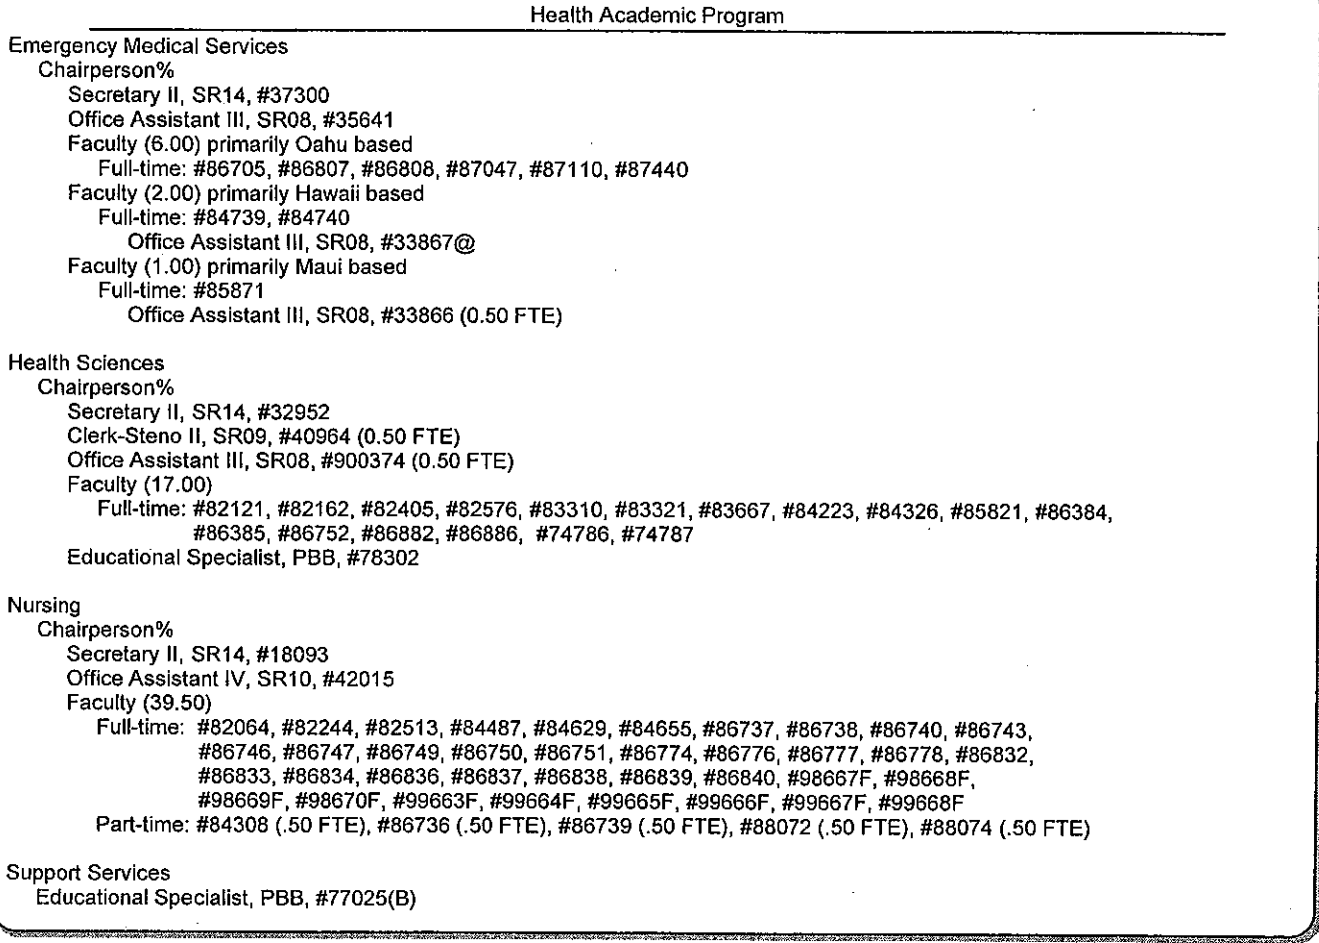 Health Academic Program
Emergency Medical Services
Chairperson%
Secretary II, SR14, #37300
Office Assistant III, SR08, #35641
Faculty (6.00) primarily Oahu based
Full-time: #86705, #86807, #86808, #87047, #87110, #87440
Faculty (2.00) primarily Hawaii based
Full-time: #84739, #84740
Office Assistant III, SR08, #33867@
Faculty (1.00) primarily Maui based
Full-time: #85871
Office Assistant III, SR08, #33866 (0.50 FTE)
Health Sciences
Chairperson%
Secretary II, SR14, #32952
Clerk-Steno II, SR09, #40964 (0.50 FTE)
Office Assistant III, SR08, #900374 (0.50 FTE)
Faculty (17.00)
Full-time: #82121, #82162, #82405, #82576, #83310, #83321, #83667, #84223, #84326, #85821, #86384,
#86385, #86752, #86882, #86886, #74786, #74787
Educational Specialist, PBB, #78302
Nursing
Chairperson%
Secretary II, SR14, #18093
Office Assistant IV, SR10, #42015
Faculty (39.50)
Full-time: #82064, #82244, #82513, #84487, #84629, #84655, #86737, #86738, #86740, #86743,
#86746, #86747, #86749, #86750, #86751, #86774, #86776, #86777, #86778, #86832,
#86833, #86834, #86836, #86837, #86838, #86839, #86840, #98667F, #98668F,
#98669F, #98670F, #99663F, #99664F, #99665F, #99666F, #99667F, #99668F
Part-time: #84308 (.50 FTE), #86736 (.50 FTE), #86739 (.50 FTE), #88072 (.50 FTE), #88074 (.50 FTE)
Support Services
Educational Specialist, PBB, #77025(B)